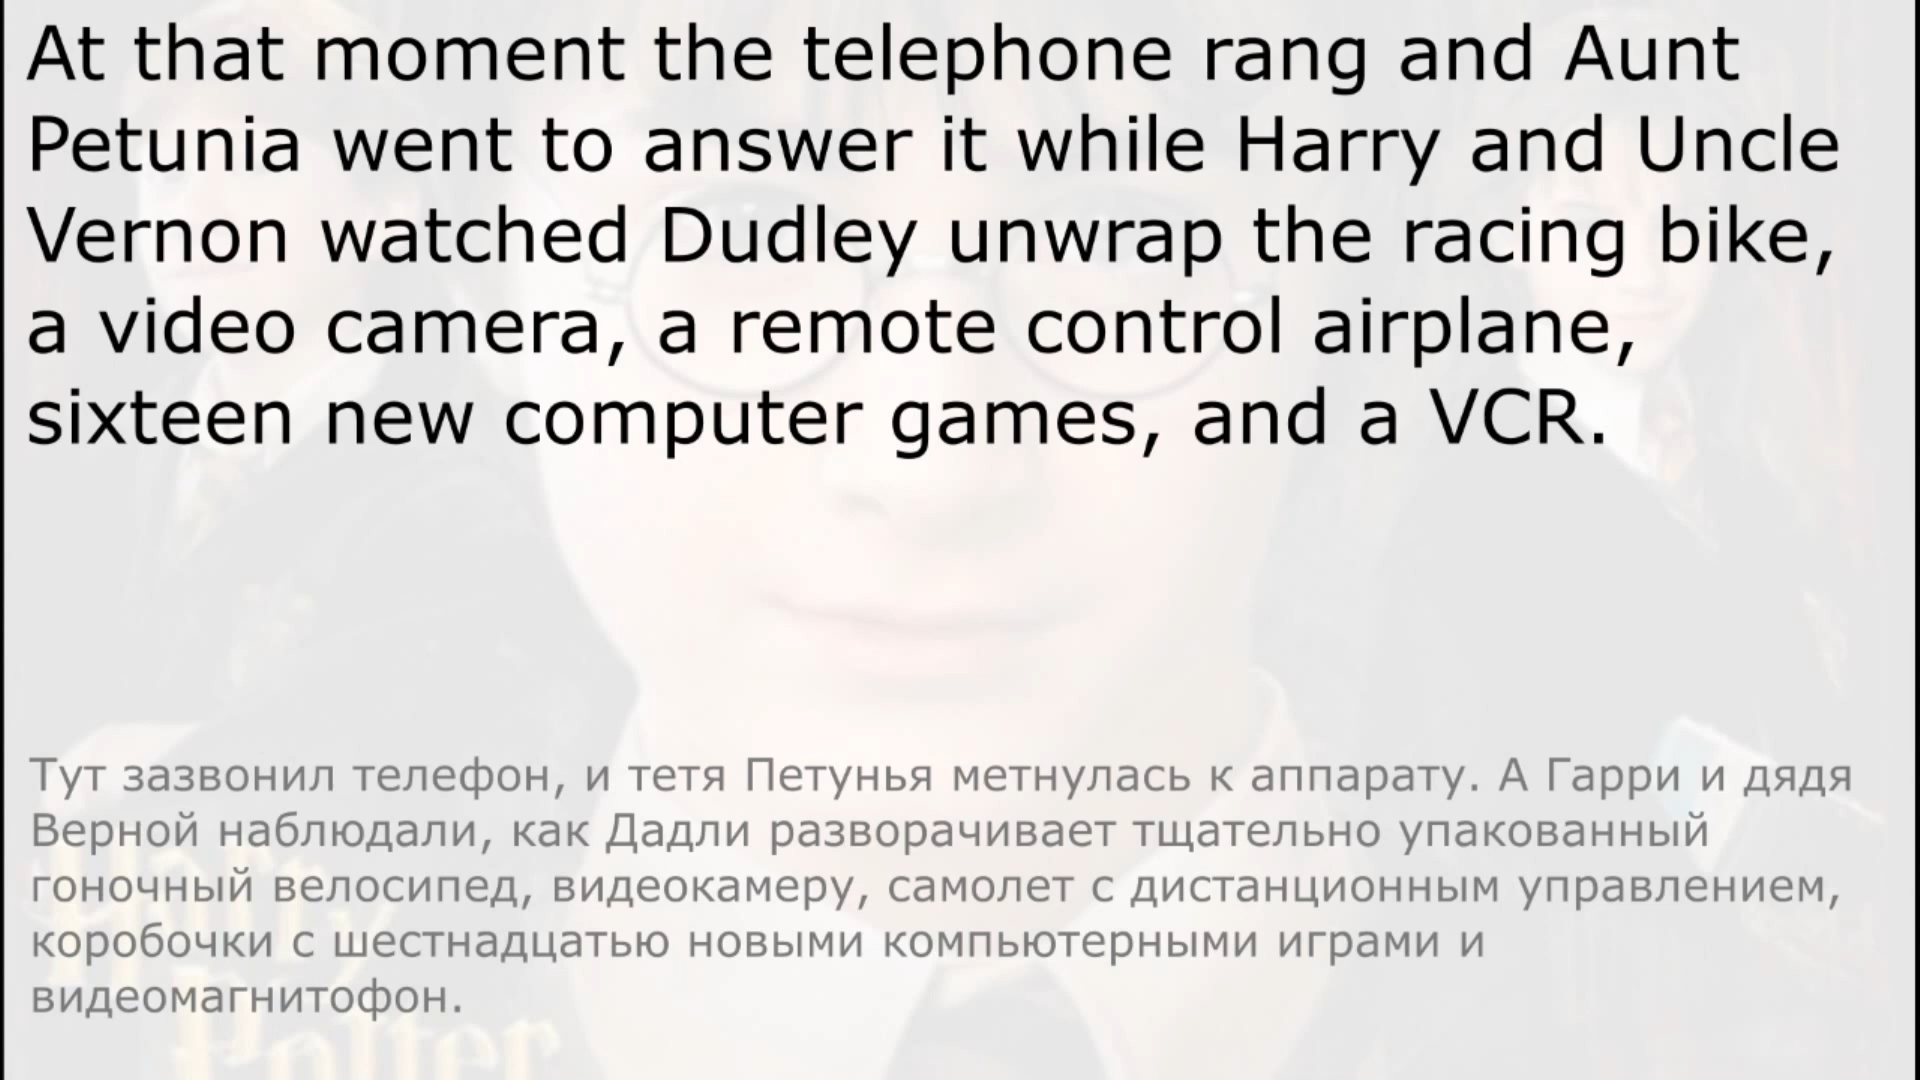 At that moment the telephone rang and Aunt
Petunia went to answer it while Harry and Uncle
Vernon watched Dudley unwrap the racing bike,
a video camera, a remote control airplane,
sixteen new computer games, and a VCR.
Тут зазвонил телефон, и тетя Петунья метнулась к аппарату. А Гарри и дядя
Верной наблюдали, как Дадли разворачивает тщательно упакованный
гоночный велосипед, видеокамеру, самолет с дистанционным управлением,
коробочки с шестнадцатью новыми компьютерными играми и
видеомагнитофон.
Harry
Potter